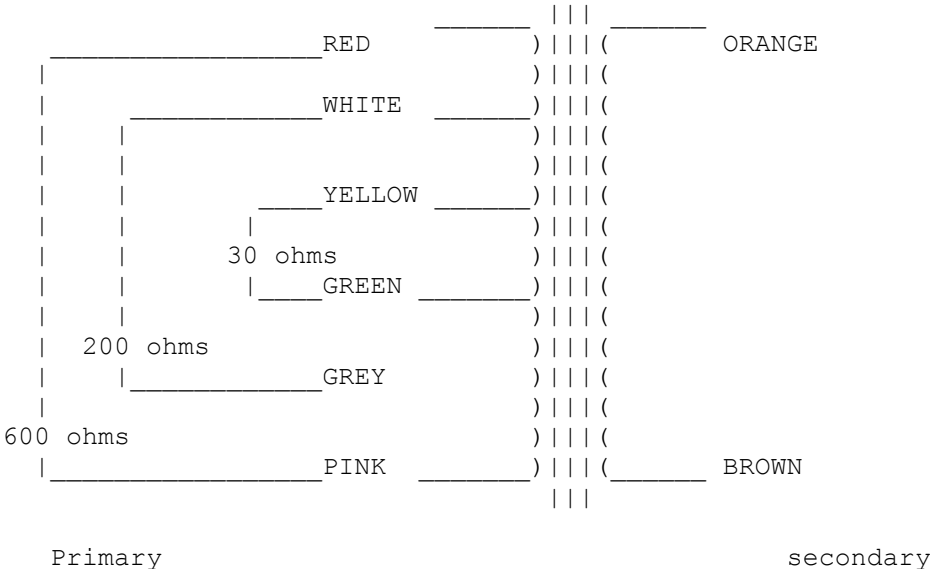 RED ORANGE
WHITE
YELLOW
30 ohms
GREEN
200 ohms
GREY
600 ohms
PINK BROWN
Primary secondary